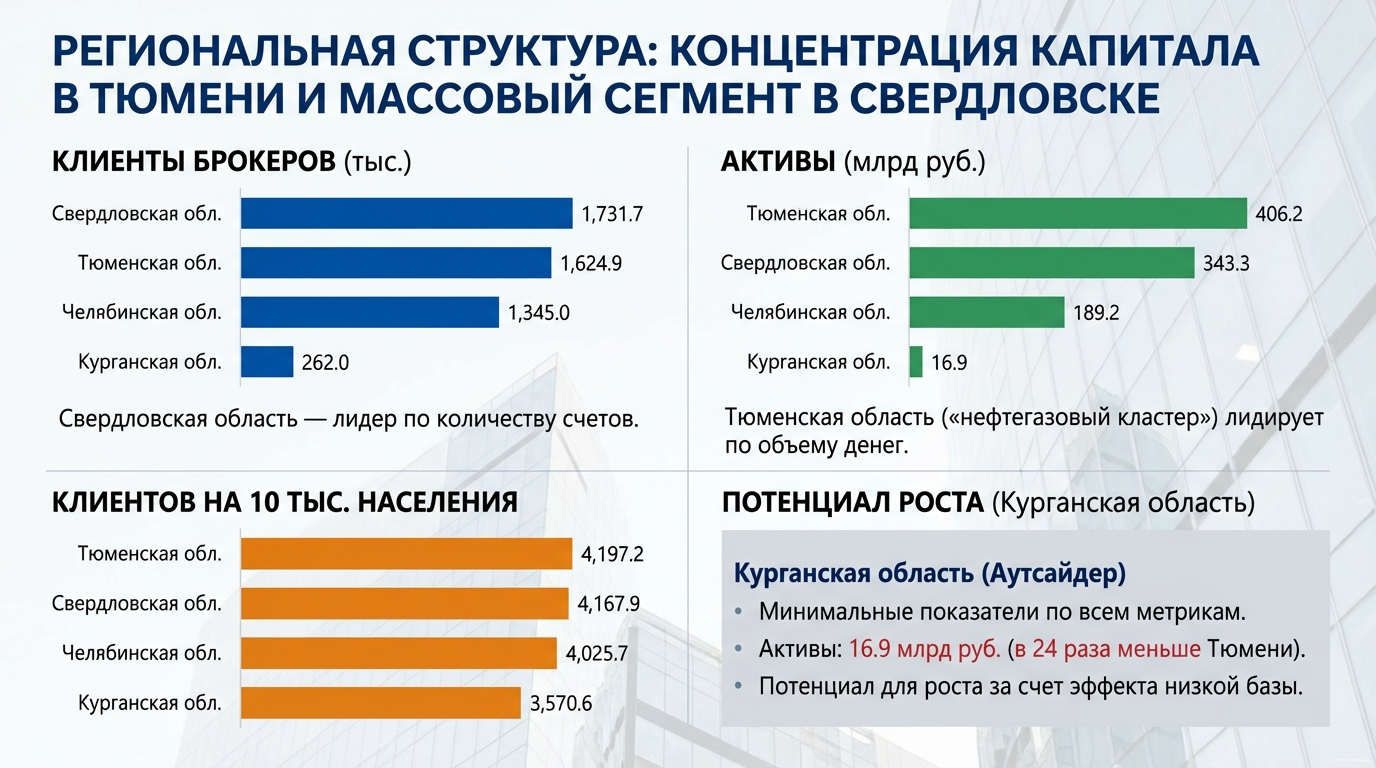 РЕГИОНАЛЬНАЯ СТРУКТУРА: КОНЦЕНТРАЦИЯ КАПИТАЛА
В ТЮМЕНИ И МАССОВЫЙ СЕГМЕНТ В СВЕРДЛОВСКЕ
КЛИЕНТЫ БРОКЕРОВ (тыс.)
Свердловская обл. 1,731.7
Тюменская обл. 1,624.9
Челябинская обл. 1,345.0
Курганская обл. 262.0
Свердловская область — лидер по количеству счетов.
АКТИВЫ (млрд руб.)
Тюменская обл. 406.2
Свердловская обл. 343.3
Челябинская обл. 189.2
Курганская обл. 16.9
Тюменская область («нефтегазовый кластер») лидирует
по объему денег.
КЛИЕНТОВ НА 10 ТЫС. НАСЕЛЕНИЯ
Тюменская обл. 4,197.2
Свердловская обл. 4,167.9
Челябинская обл. 4,025.7
Курганская обл. 3,570.6
ПОТЕНЦИАЛ РОСТА (Курганская область)
Курганская область (Аутсайдер)
• Минимальные показатели по всем метрикам.
• Активы: 16.9 млрд руб. (в 24 раза меньше Тюмени).
• Потенциал для роста за счет эффекта низкой базы.